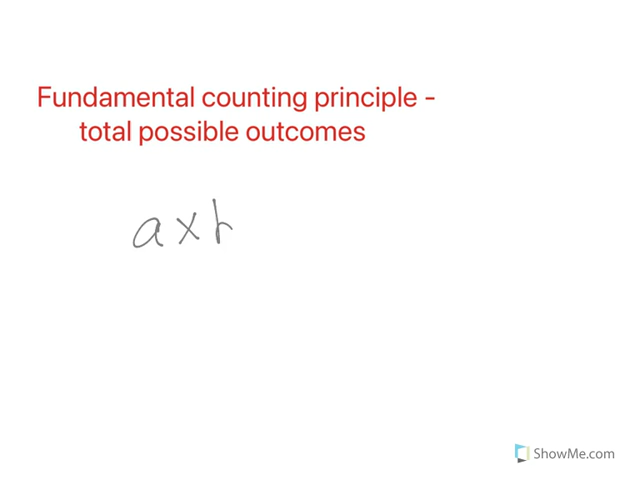 Fundamental counting principle -
total possible outcomes
a x
ShowMe.com